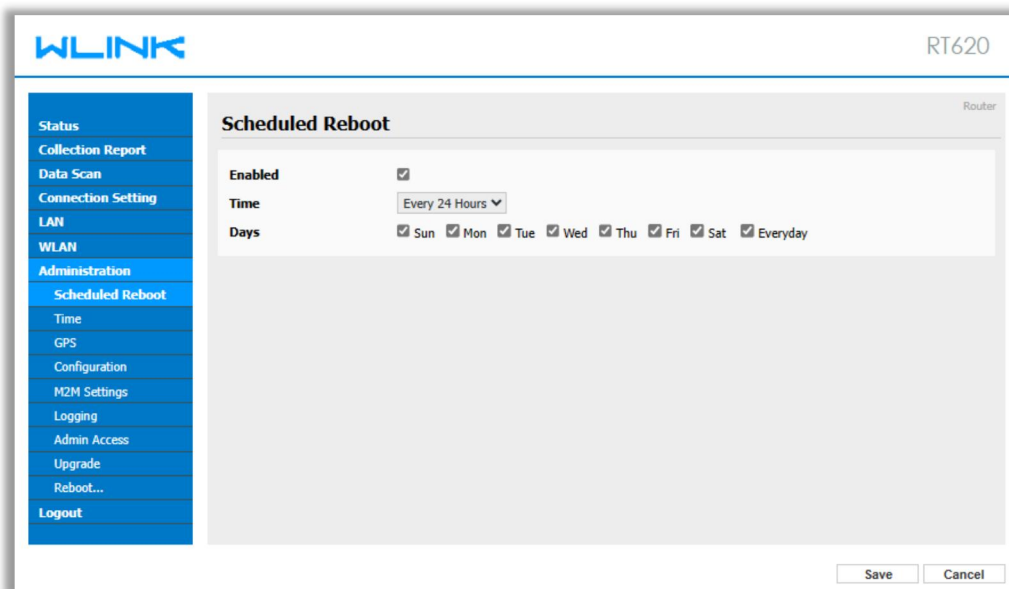 WLINK
RT620
Router
Status
Collection Report
Data Scan
Connection Setting
LAN
WLAN
Administration
Scheduled Reboot
Time
GPS
Configuration
M2M Settings
Logging
Admin Access
Upgrade
Reboot...
Logout
Scheduled Reboot
Enabled
Time Every 24 Hours
Days Sun Mon Tue Wed Thu Fri Sat Everyday
Save Cancel